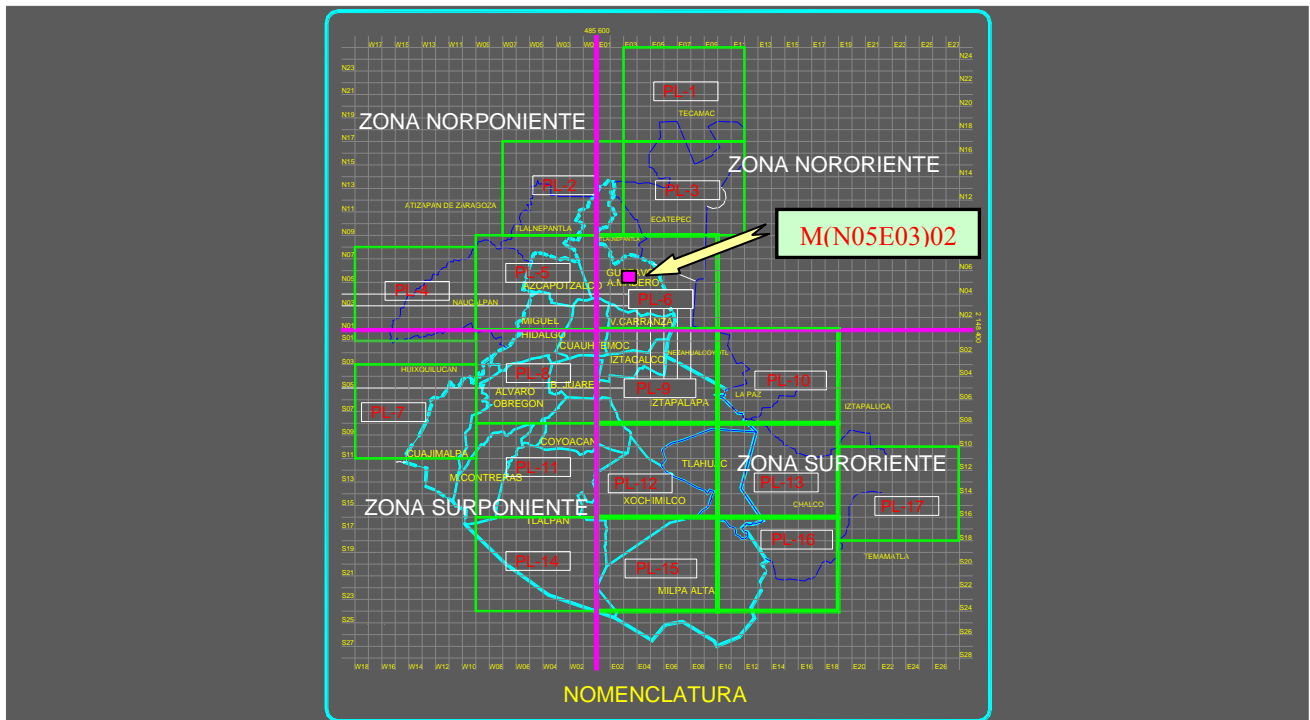 485 600
W17 W15 W13 W11 W09 W07 W05 W03 W01 E01 E03 E05 E07 E09 E11 E13 E15 E17 E19 E21 E23 E25 E27
N24
N23
N22
PL-1
N21
N20
N19
TECAMAC
ZONA NORPONIENTE
N18
N17
N16
ZONA NORORIENTE
N15
N14
PL-2
PL-3
N13
N12
ATIZAPAN DE ZARAGOZA
N11
ECATEPEC
N10
TLALNEPANTLA
N09
M(N05E03)02
TLALNEPANTLA
N07
N06
PL-5
GUSTAVO
A.MADERO
N05
AZCAPOTZALCO
PL-4
N04
PL-6
N03
NAUCALPAN
N02
MIGUEL
HIDALGO
V.CARRANZA
N01
2 148 400
S01
CUAUHTEMOC
NEZAHUALCOYOTL
S02
IZTACALCO
S03
HUIXQUILUCAN
S04
PL-8
B. JUAREZ
PL-9
PL-10
S05
ALVARO
OBREGON
LA PAZ
S06
IZTAPALAPA
IZTAPALUCA
PL-7
S07
S08
S09
COYOACAN
S10
S11
CUAJIMALPA
PL-11
TLAHUAC
ZONA SURORIENTE
S12
S13
M.CONTRERAS
PL-12
PL-13
S14
XOCHIMILCO
CHALCO
PL-17
S15
ZONA SURPONIENTE
S16
S17
TLALPAN
PL-16
S18
S19
TEMAMATLA
PL-14
PL-15
S20
S21
MILPA ALTA
S22
S23
S24
S25
S26
S27
S28
W18 W16 W14 W12 W10 W08 W06 W04 W02 E02 E04 E06 E08 E10 E12 E14 E16 E18 E20 E22 E24 E26
NOMENCLATURA